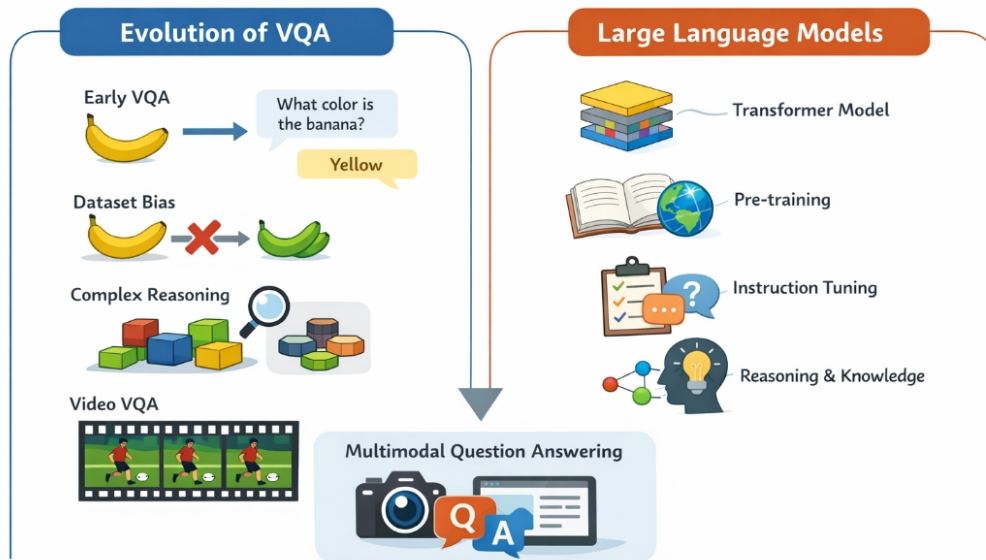 Evolution of VQA
Early VQA
What color is
the banana?
Yellow
Dataset Bias
Complex Reasoning
Video VQA
Large Language Models
Transformer Model
Pre-training
?
Instruction Tuning
Reasoning & Knowledge
Multimodal Question Answering
Q
A